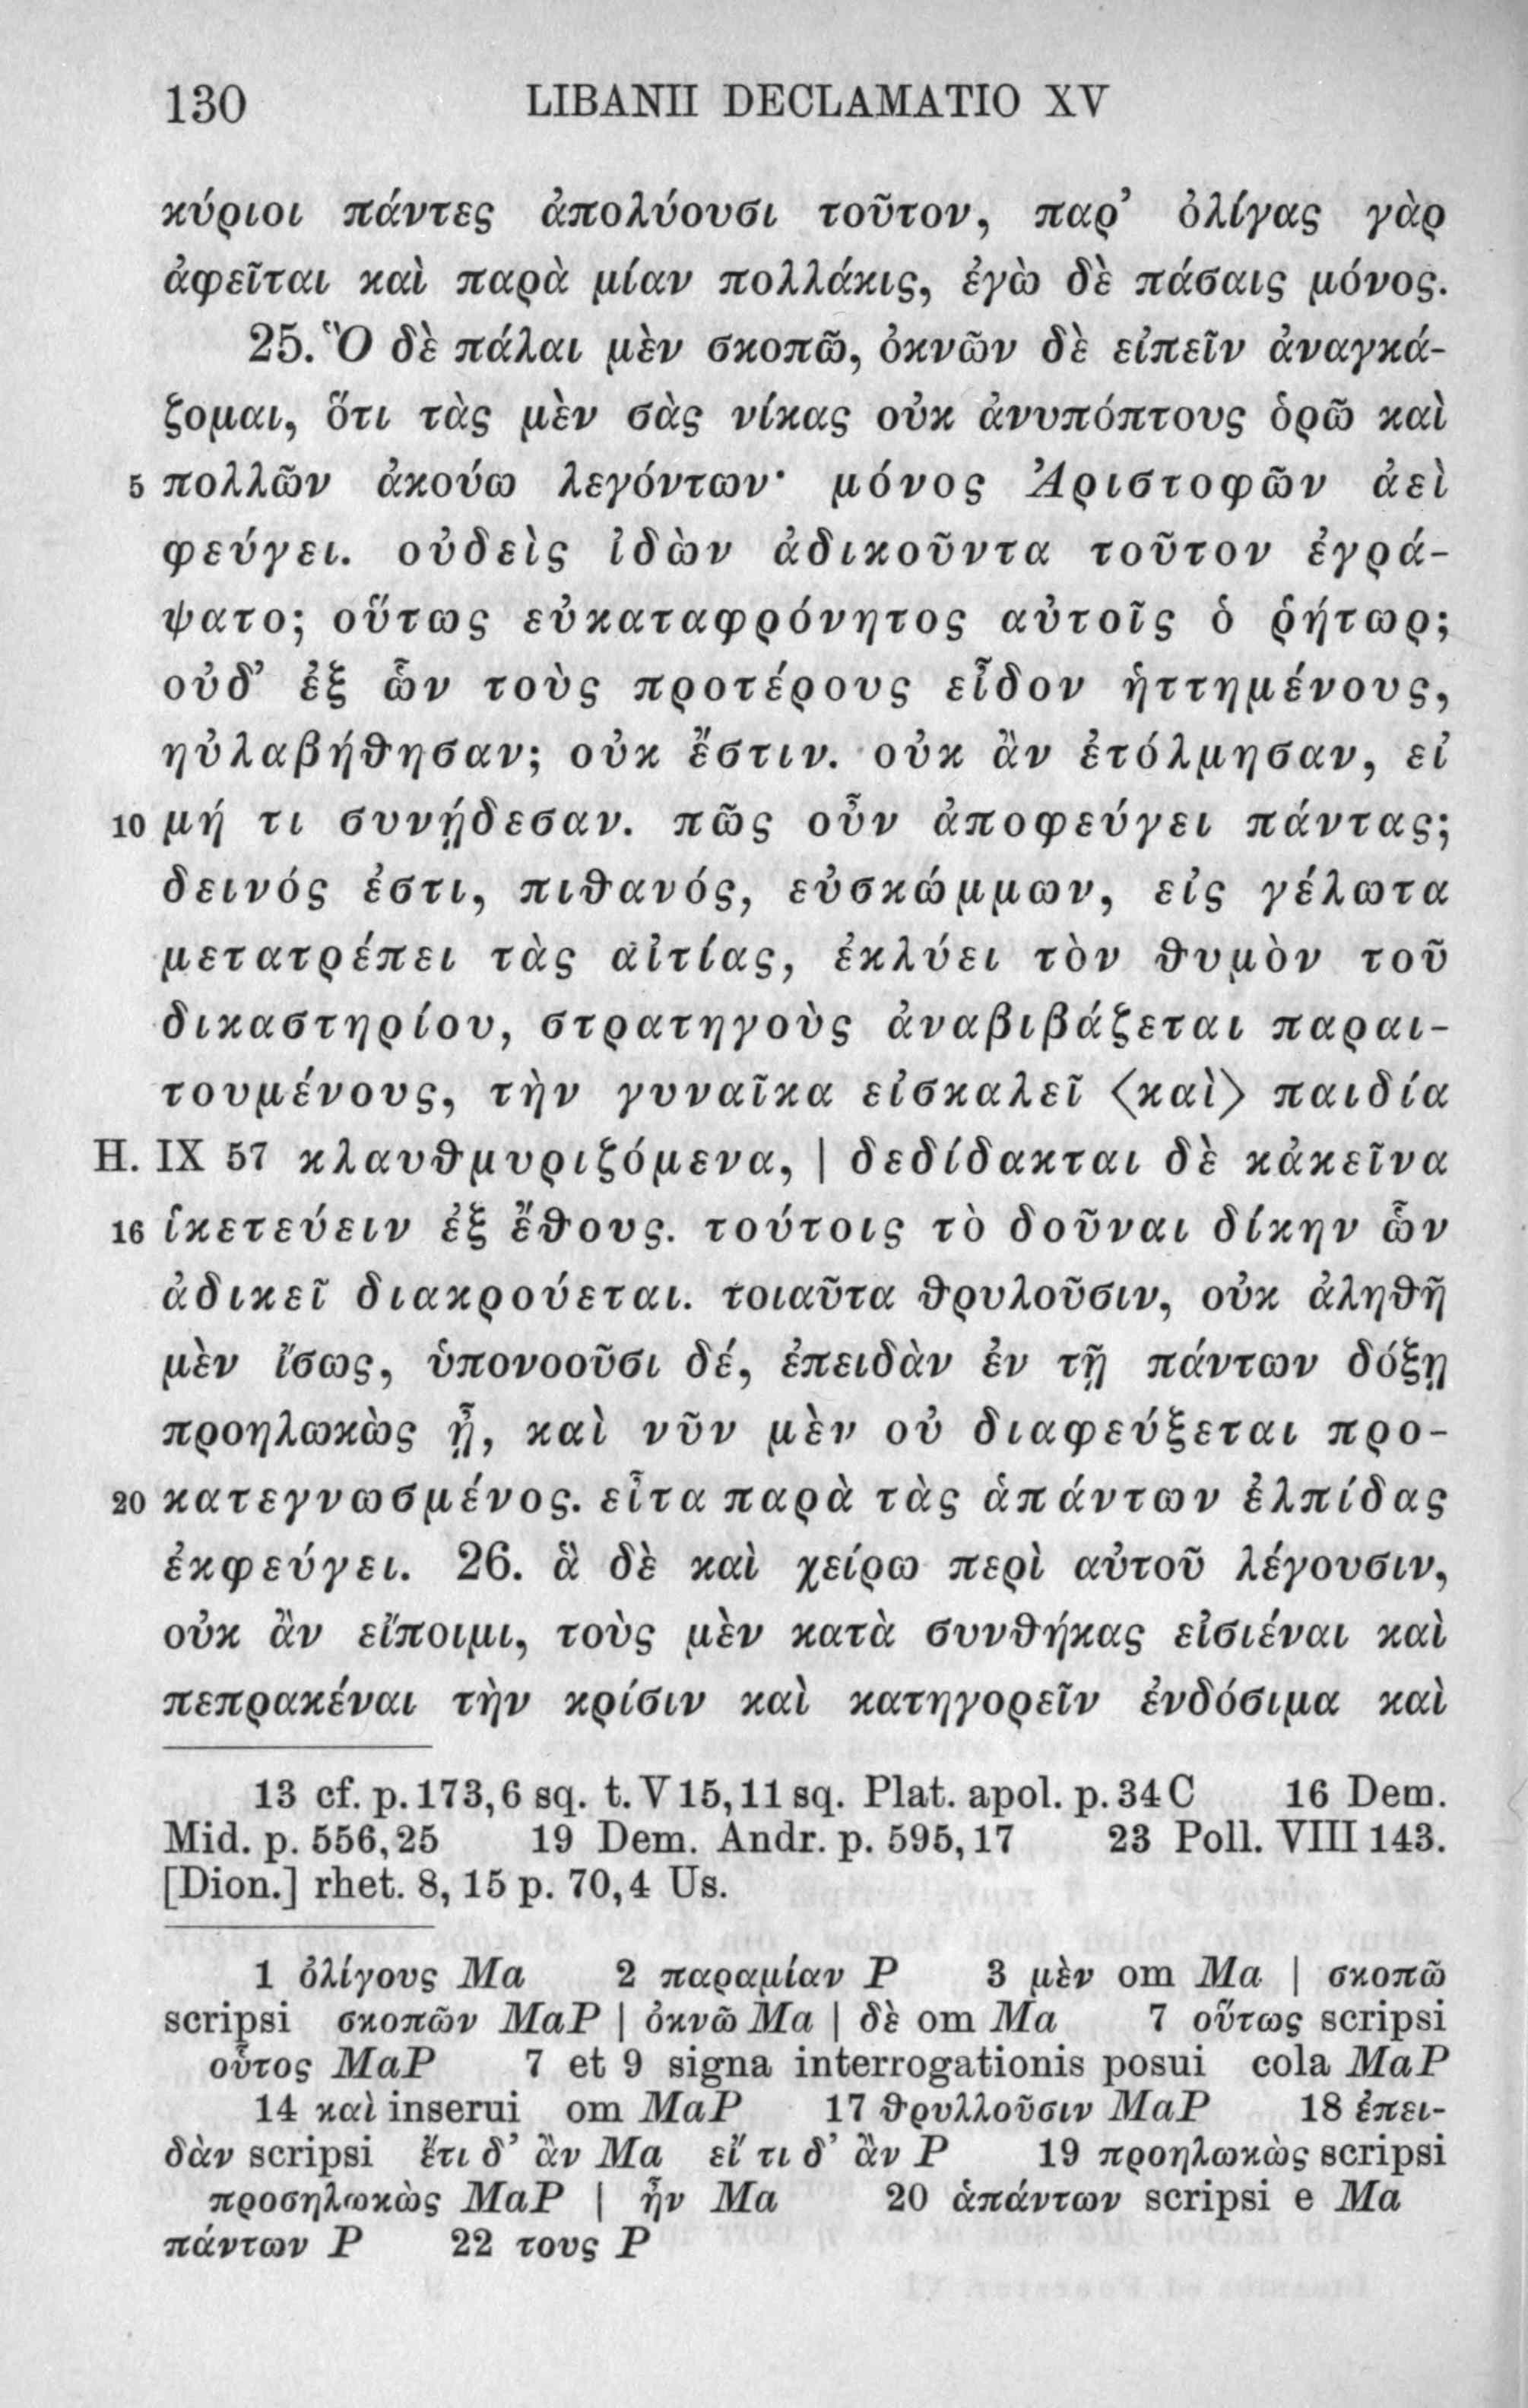 130 LIBANII DECLAMATIO XV
κύριοι πάντες ἀπολύουσι τοῦτον, παρ’ ὀλίγας γὰρ
ἀφεῖται καὶ παρὰ μίαν πολλάκις, ἐγὼ δὲ πάσαις μόνος.
25. Ὃ δὲ πάλαι μὲν σκοπῶ, ὀκνῶν δὲ εἰπεῖν ἀναγκά-
ζομαι, ὅτι τὰς μὲν σὰς νίκας οὐκ ἀνυπόπτους ὁρῶ καὶ
5 πολλῶν ἀκούω λεγόντων· μόνος Ἀριστοφῶν ἀεὶ
φεύγει. οὐδεὶς ἰδὼν ἀδικοῦντα τοῦτον ἐγρά-
ψατο; οὕτως εὐκαταφρόνητος αὐτοῖς ὁ ῥήτωρ;
οὐδ’ ἐξ ὧν τοὺς προτέρους εἶδον ἡττημένους,
ηὐλαβήθησαν; οὐκ ἔστιν. οὐκ ἂν ἐτόλμησαν, εἰ
10 μή τι συνῄδεσαν. πῶς οὖν ἀποφεύγει πάντας;
δεινός ἐστι, πιθανός, εὐσκώμμων, εἰς γέλωτα
μετατρέπει τὰς αἰτίας, ἐκλύει τὸν θυμὸν τοῦ
δικαστηρίου, στρατηγοὺς ἀναβιβάζεται παραι-
τουμένους, τὴν γυναῖκα εἰσκαλεῖ ⟨καὶ⟩ παιδία
H. IX 57 κλαυθμυριζόμενα, | δεδίδακται δὲ κἀκεῖνα
16 ἱκετεύειν ἐξ ἔθους. τούτοις τὸ δοῦναι δίκην ὧν
ἀδικεῖ διακρούεται. τοιαῦτα θρυλοῦσιν, οὐκ ἀληθῆ
μὲν ἴσως, ὑπονοοῦσι δέ, ἐπειδὰν ἐν τῇ πάντων δόξῃ
προηλωκὼς ᾖ, καὶ νῦν μὲν οὐ διαφεύξεται προ-
20 κατεγνωσμένος. εἶτα παρὰ τὰς ἁπάντων ἐλπίδας
ἐκφεύγει. 26. ἃ δὲ καὶ χείρω περὶ αὐτοῦ λέγουσιν,
οὐκ ἂν εἴποιμι, τοὺς μὲν κατὰ συνθήκας εἰσιέναι καὶ
πεπρακέναι τὴν κρίσιν καὶ κατηγορεῖν ἐνδόσιμα καὶ
13 cf. p. 173,6 sq. t. V 15,11 sq. Plat. apol. p. 34 C 16 Dem.
Mid. p. 556,25 19 Dem. Andr. p. 595,17 23 Poll. VIII 143.
[Dion.] rhet. 8, 15 p. 70,4 Us.
1 ὀλίγους Ma 2 παραμίαν P 3 μὲν om Ma | σκοπῶ
scripsi σκοπῶν MaP | ὀκνῶ Ma | δὲ om Ma 7 οὕτως scripsi
οὗτος MaP 7 et 9 signa interrogationis posui cola MaP
14 καὶ inserui om MaP 17 θρυλλοῦσιν MaP 18 ἐπει-
δὰν scripsi ἔτι δ’ ἂν Ma εἴ τι δ’ ἂν P 19 προηλωκὼς scripsi
προσηλωκὼς MaP | ἦν Ma 20 ἁπάντων scripsi e Ma
πάντων P 22 τους P